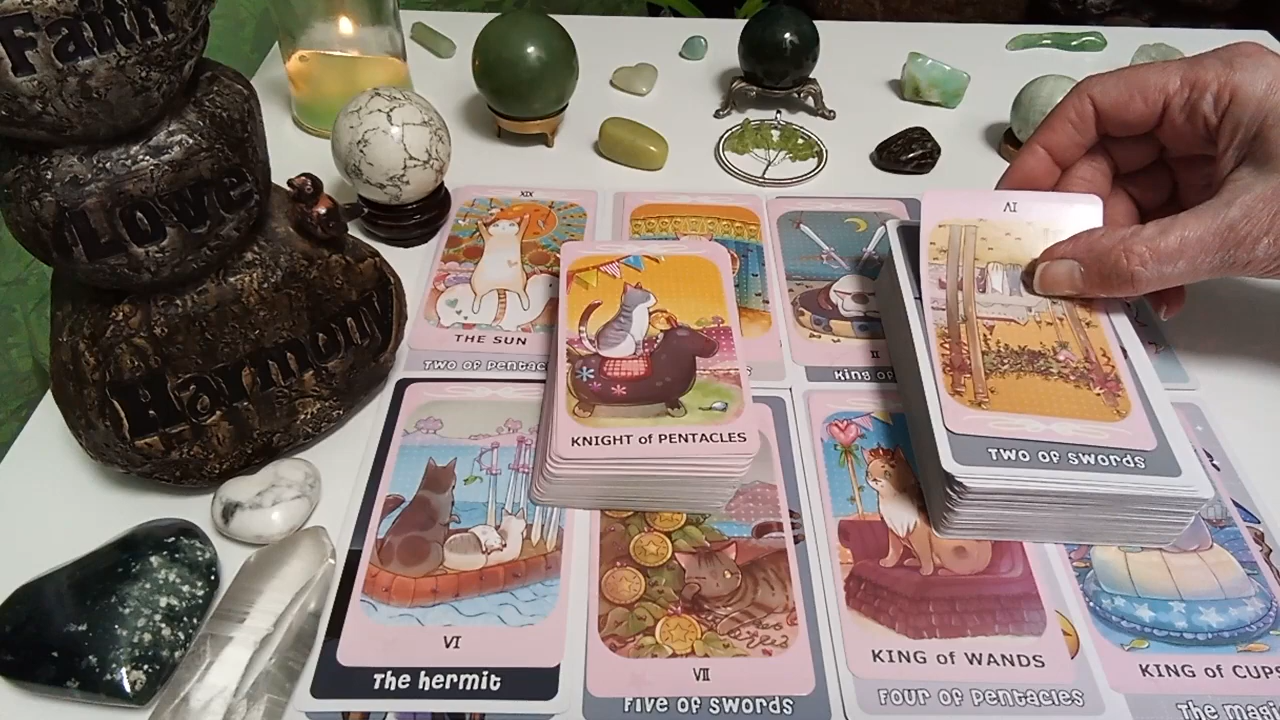 Faith
Love
Harmony
XIX
THE SUN
Two of Pentac
II
King of
IV
Two of Swords
KNIGHT of PENTACLES
VI
The hermit
VII
Five of Swords
KING of WANDS
Four of Pentacles
KING of CUPS
The magi